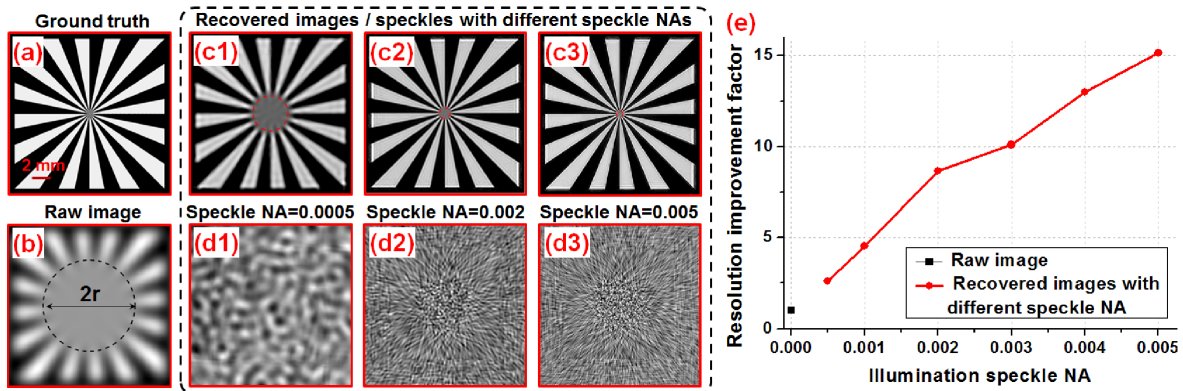 Ground truth
Recovered images / speckles with different speckle NAs
(a)
2 mm
(c1)
(c2)
(c3)
Raw image
Speckle NA=0.0005
Speckle NA=0.002
Speckle NA=0.005
(b)
2r
(d1)
(d2)
(d3)
(e)
Resolution improvement factor
15
10
5
0
Raw image
Recovered images with
different speckle NA
0.000
0.001
0.002
0.003
0.004
0.005
Illumination speckle NA